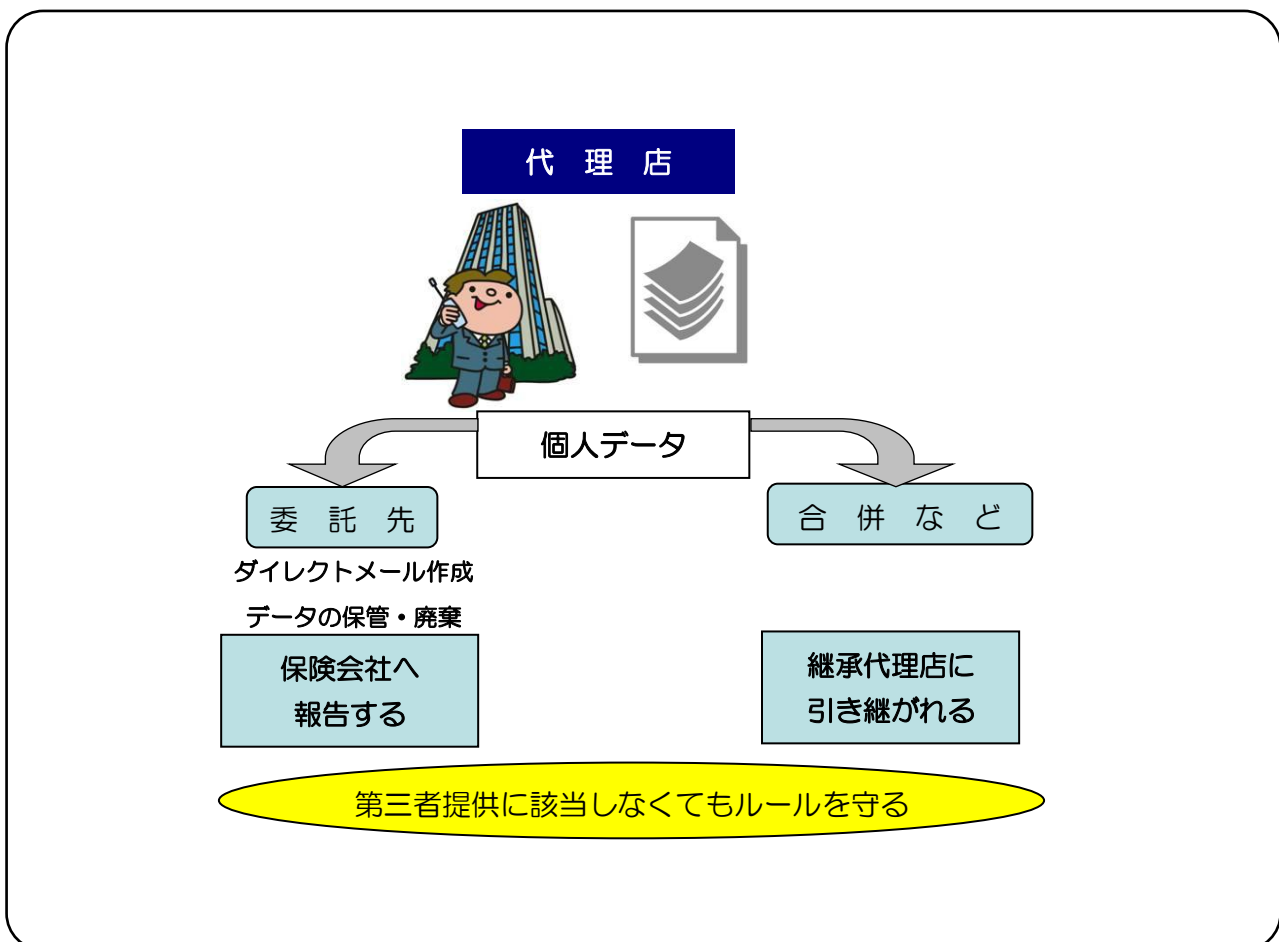 代　理　店
個人データ
委　託　先
合　併　な　ど
ダイレクトメール作成
データの保管・廃棄
保険会社へ
報告する
継承代理店に
引き継がれる
第三者提供に該当しなくてもルールを守る